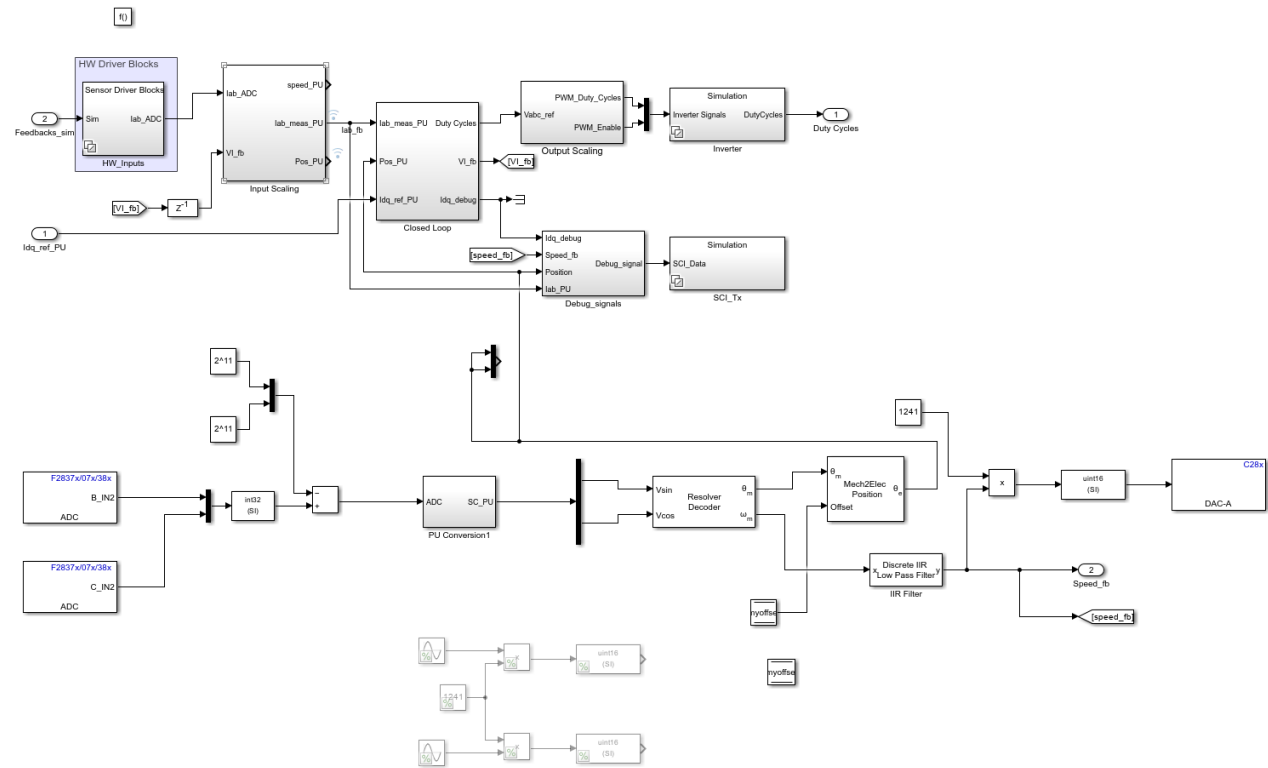 f()
HW Driver Blocks
Sensor Driver Blocks
Sim
Iab_ADC
HW_Inputs
2
Feedbacks_sim
[VI_fb]
Z-1
1
Idq_ref_PU
Iab_ADC
VI_fb
speed_PU
Iab_meas_PU
Pos_PU
Input Scaling
Iab_fb
Iab_meas_PU
Pos_PU
Idq_ref_PU
Duty Cycles
VI_fb
Idq_debug
Closed Loop
[VI_fb]
Vabc_ref
PWM_Duty_Cycles
PWM_Enable
Output Scaling
Simulation
Inverter Signals
DutyCycles
Inverter
1
Duty Cycles
[speed_fb]
Idq_debug
Speed_fb
Position
Iab_PU
Debug_signal
Debug_signals
Simulation
SCI_Data
SCI_Tx
2^11
2^11
F2837x/07x/38x
B_IN2
ADC
F2837x/07x/38x
C_IN2
ADC
int32
(SI)
−
+
ADC
SC_PU
PU Conversion1
Vsin
Vcos
Resolver
Decoder
θm
ωm
θm
Offset
Mech2Elec
Position
θe
1241
x
uint16
(SI)
C28x
DAC-A
x
Discrete IIR
Low Pass Filter
y
IIR Filter
2
Speed_fb
[speed_fb]
nyoffse
nyoffse
1241
uint16
(SI)
uint16
(SI)